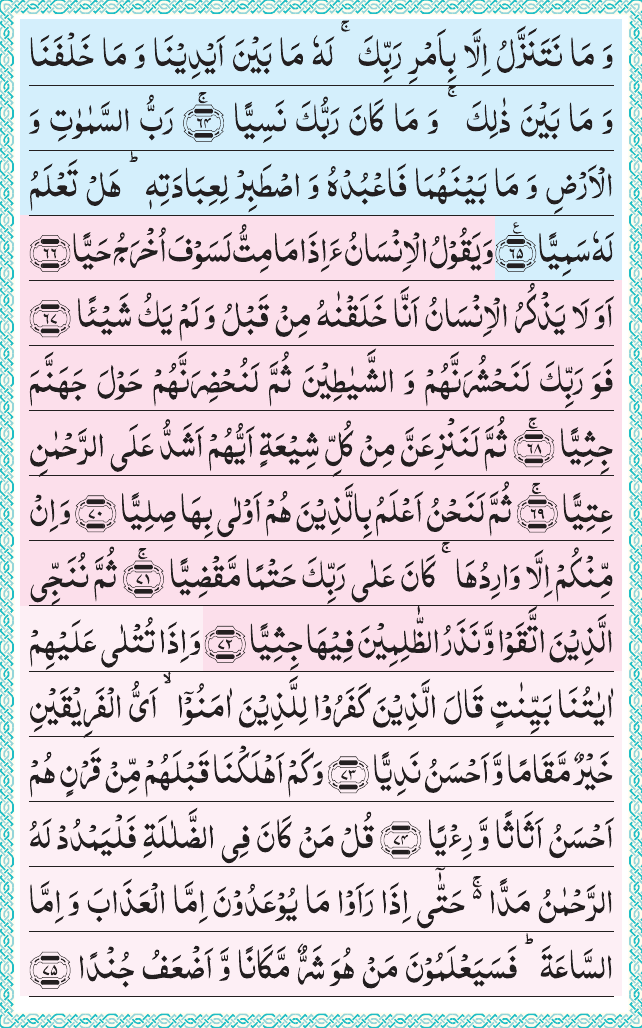 وَ مَا نَتَنَزَّلُ اِلَّا بِاَمْرِ رَبِّكَ ۚ لَهٗ مَا بَیْنَ اَیْدِیْنَا وَ مَا خَلْفَنَا
وَ مَا بَیْنَ ذٰلِكَ ۚ وَ مَا كَانَ رَبُّكَ نَسِیًّا ۚ﴿۶۴﴾ رَبُّ السَّمٰوٰتِ وَ
الْاَرْضِ وَ مَا بَیْنَهُمَا فَاعْبُدْهُ وَ اصْطَبِرْ لِعِبَادَتِهٖ ؕ هَلْ تَعْلَمُ
لَهٗ سَمِیًّا ﴿۶۵﴾ۧ وَ یَقُوْلُ الْاِنْسَانُ ءَ اِذَا مَا مِتُّ لَسَوْفَ اُخْرَجُ حَیًّا ﴿۶۶﴾
اَوَ لَا یَذْكُرُ الْاِنْسَانُ اَنَّا خَلَقْنٰهُ مِنْ قَبْلُ وَ لَمْ یَكُ شَیْـًٔا ﴿۶۷﴾
فَوَ رَبِّكَ لَنَحْشُرَنَّهُمْ وَ الشَّیٰطِیْنَ ثُمَّ لَنُحْضِرَنَّهُمْ حَوْلَ جَهَنَّمَ
جِثِیًّا ۚ﴿۶۸﴾ ثُمَّ لَنَنْزِعَنَّ مِنْ كُلِّ شِیْعَةٍ اَیُّهُمْ اَشَدُّ عَلَی الرَّحْمٰنِ
عِتِیًّا ۚ﴿۶۹﴾ ثُمَّ لَنَحْنُ اَعْلَمُ بِالَّذِیْنَ هُمْ اَوْلٰی بِهَا صِلِیًّا ﴿۷۰﴾ وَ اِنْ
مِّنْكُمْ اِلَّا وَارِدُهَا ۚ كَانَ عَلٰی رَبِّكَ حَتْمًا مَّقْضِیًّا ۚ﴿۷۱﴾ ثُمَّ نُنَجِّی
الَّذِیْنَ اتَّقَوْا وَّ نَذَرُ الظّٰلِمِیْنَ فِیْهَا جِثِیًّا ﴿۷۲﴾ وَ اِذَا تُتْلٰی عَلَیْهِمْ
اٰیٰتُنَا بَیِّنٰتٍ قَالَ الَّذِیْنَ كَفَرُوْا لِلَّذِیْنَ اٰمَنُوْۤا ۙ اَیُّ الْفَرِیْقَیْنِ
خَیْرٌ مَّقَامًا وَّ اَحْسَنُ نَدِیًّا ﴿۷۳﴾ وَ كَمْ اَهْلَكْنَا قَبْلَهُمْ مِّنْ قَرْنٍ هُمْ
اَحْسَنُ اَثَاثًا وَّ رِءْیًا ﴿۷۴﴾ قُلْ مَنْ كَانَ فِی الضَّلٰلَةِ فَلْیَمْدُدْ لَهُ
الرَّحْمٰنُ مَدًّا ۚ۬ حَتّٰۤی اِذَا رَاَوْا مَا یُوْعَدُوْنَ اِمَّا الْعَذَابَ وَ اِمَّا
السَّاعَةَ ؕ فَسَیَعْلَمُوْنَ مَنْ هُوَ شَرٌّ مَّكَانًا وَّ اَضْعَفُ جُنْدًا ﴿۷۵﴾